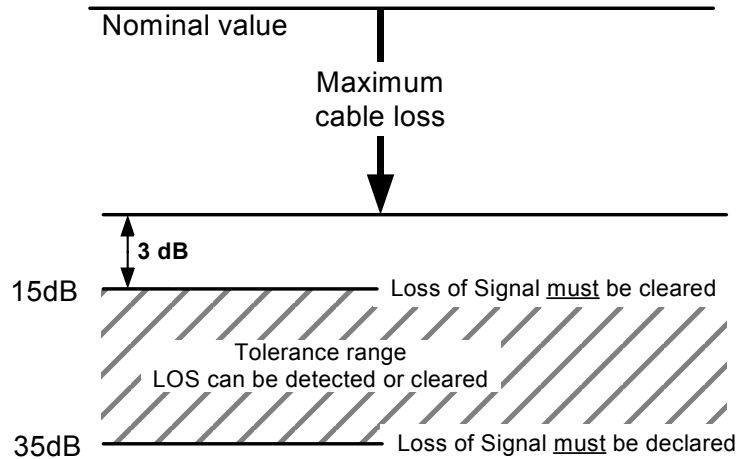 Nominal value
Maximum
cable loss
3 dB
15dB
Loss of Signal must be cleared
Tolerance range
LOS can be detected or cleared
35dB
Loss of Signal must be declared